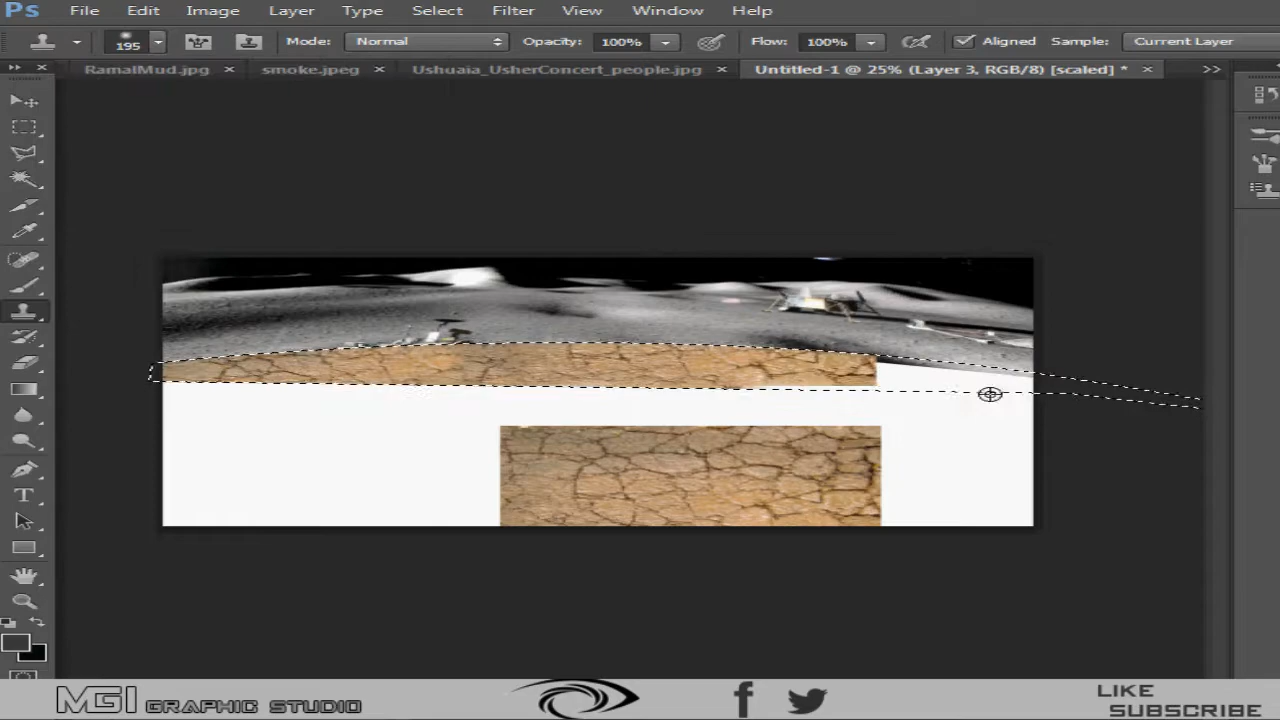 Ps File Edit Image Layer Type Select Filter View Window Help
195 Mode: Normal Opacity: 100% Flow: 100% Aligned Sample: Current Layer
RamalMud.jpg × smoke.jpeg × Ushuaia_UsherConcert_people.jpg × Untitled-1 @ 25% (Layer 3, RGB/8) [scaled] * ×
T
MGI GRAPHIC STUDIO
LIKE
SUBSCRIBE